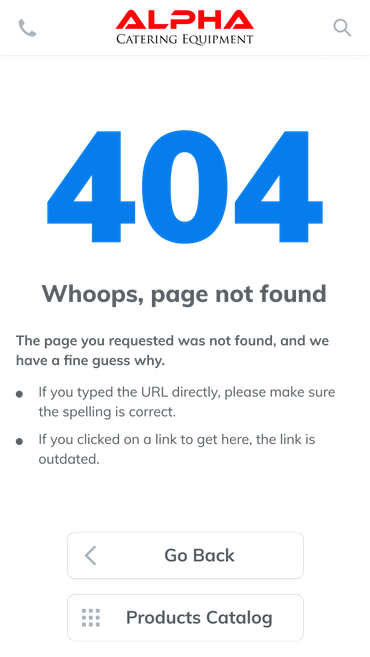 ALPHA
CATERING EQUIPMENT
404
Whoops, page not found
The page you requested was not found, and we
have a fine guess why.
If you typed the URL directly, please make sure
the spelling is correct.
If you clicked on a link to get here, the link is
outdated.
Go Back
Products Catalog